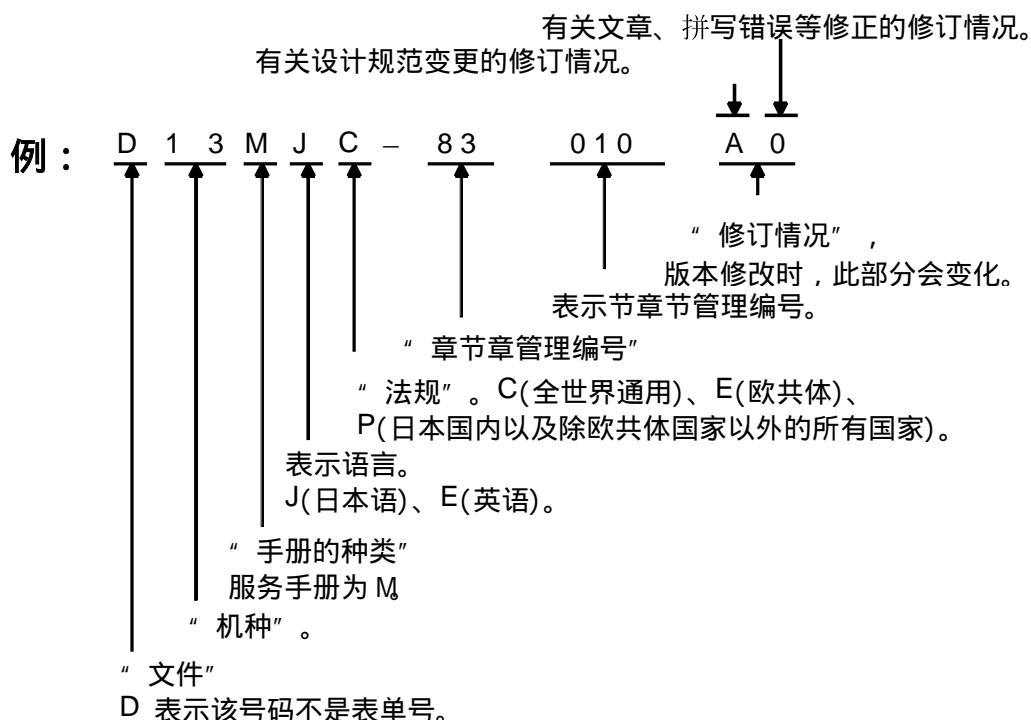 有关文章、拼写错误等修正的修订情况。
有关设计规范变更的修订情况。
例： D 1 3 M J C – 8 3 0 1 0 A 0
“ 修订情况” ，
版本修改时，此部分会变化。
表示节章节管理编号。
“ 章节章管理编号”
“ 法规” 。C(全世界通用)、E(欧共体)、
P(日本国内以及除欧共体国家以外的所有国家)。
表示语言。
J(日本语)、E(英语)。
“ 手册的种类”
服务手册为 M。
“ 机种” 。
“ 文件”
D 表示该号码不是表单号。